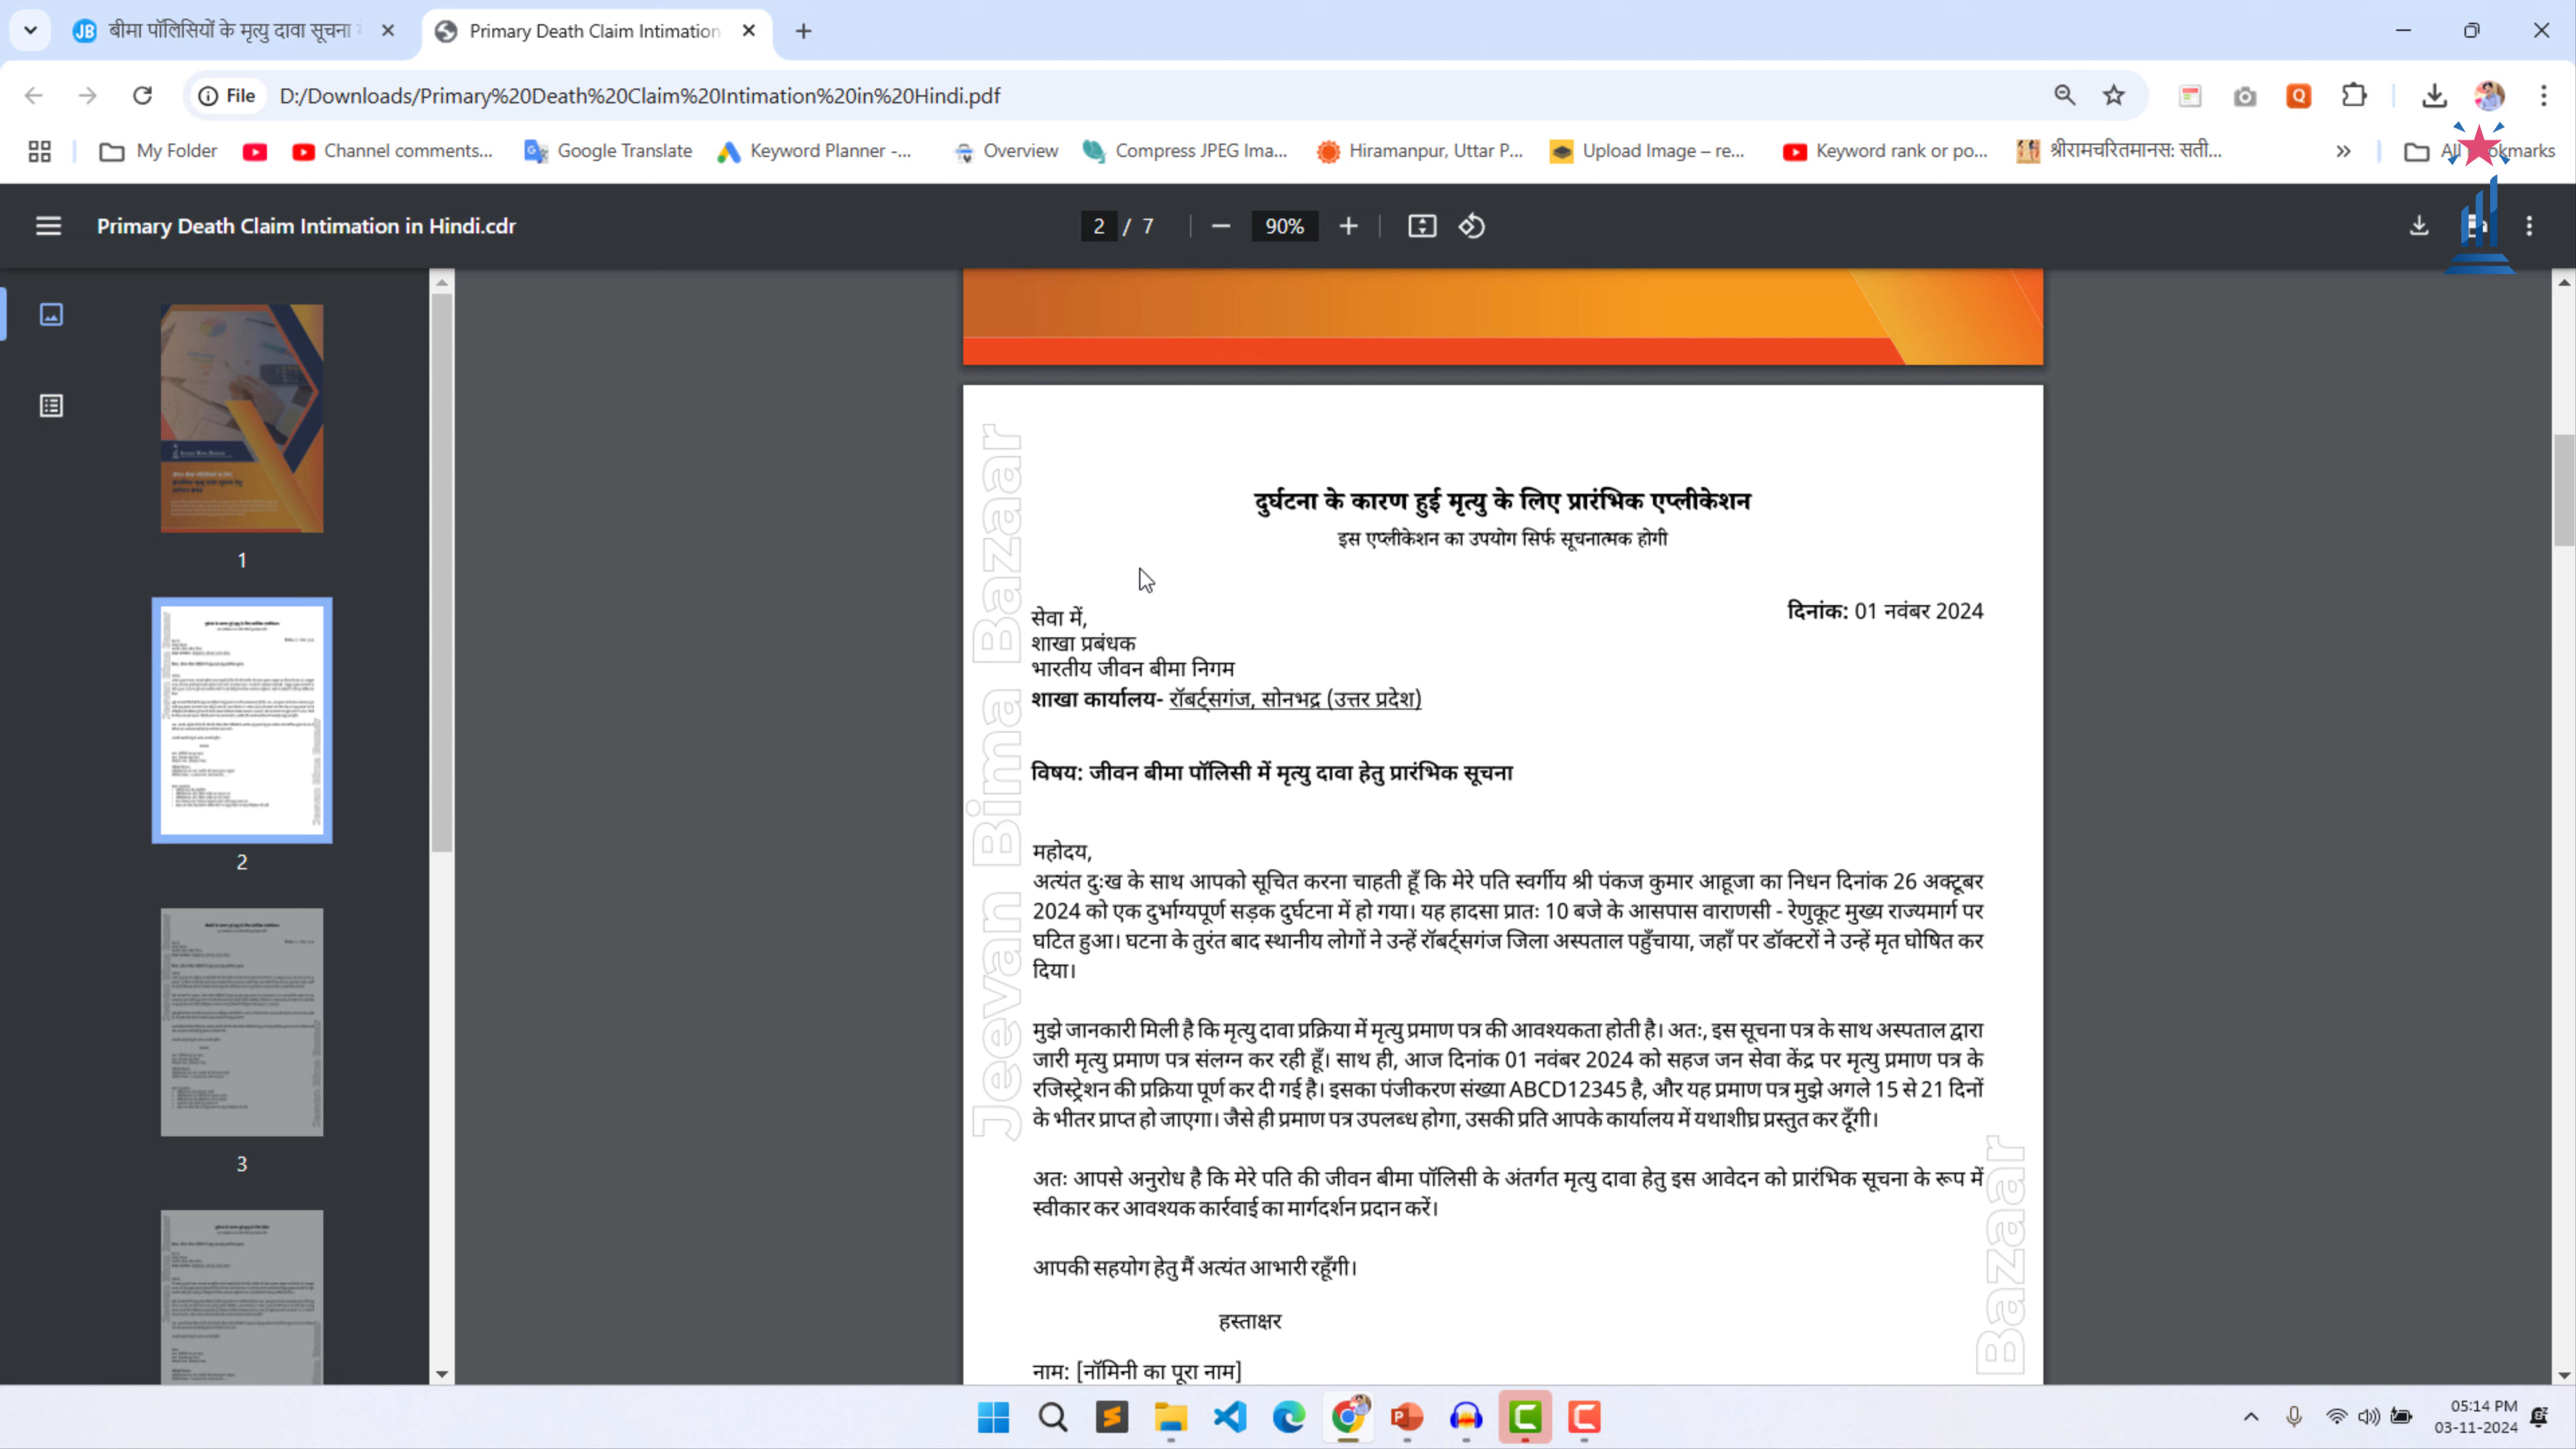 बीमा पॉलिसियों के मृत्यु दावा सूचना
Primary Death Claim Intimation
File
D:/Downloads/Primary%20Death%20Claim%20Intimation%20in%20Hindi.pdf
My Folder
Channel comments...
Google Translate
Keyword Planner -...
Overview
Compress JPEG Ima...
Hiramanpur, Uttar P...
Upload Image – re...
Keyword rank or po...
श्रीरामचरितमानस: सती...
All Bookmarks
Primary Death Claim Intimation in Hindi.cdr
2 / 7
90%
1
2
3
Jeevan Bima Bazaar
दुर्घटना के कारण हुई मृत्यु के लिए प्रारंभिक एप्लीकेशन
इस एप्लीकेशन का उपयोग सिर्फ सूचनात्मक होगी
दिनांक: 01 नवंबर 2024
सेवा में,
शाखा प्रबंधक
भारतीय जीवन बीमा निगम
शाखा कार्यालय- रॉबर्ट्सगंज, सोनभद्र (उत्तर प्रदेश)
विषय: जीवन बीमा पॉलिसी में मृत्यु दावा हेतु प्रारंभिक सूचना
महोदय,
अत्यंत दुःख के साथ आपको सूचित करना चाहती हूँ कि मेरे पति स्वर्गीय श्री पंकज कुमार आहूजा का निधन दिनांक 26 अक्टूबर
2024 को एक दुर्भाग्यपूर्ण सड़क दुर्घटना में हो गया। यह हादसा प्रातः 10 बजे के आसपास वाराणसी - रेणुकूट मुख्य राज्यमार्ग पर
घटित हुआ। घटना के तुरंत बाद स्थानीय लोगों ने उन्हें रॉबर्ट्सगंज जिला अस्पताल पहुँचाया, जहाँ पर डॉक्टरों ने उन्हें मृत घोषित कर
दिया।
मुझे जानकारी मिली है कि मृत्यु दावा प्रक्रिया में मृत्यु प्रमाण पत्र की आवश्यकता होती है। अतः, इस सूचना पत्र के साथ अस्पताल द्वारा
जारी मृत्यु प्रमाण पत्र संलग्न कर रही हूँ। साथ ही, आज दिनांक 01 नवंबर 2024 को सहज जन सेवा केंद्र पर मृत्यु प्रमाण पत्र के
रजिस्ट्रेशन की प्रक्रिया पूर्ण कर दी गई है। इसका पंजीकरण संख्या ABCD12345 है, और यह प्रमाण पत्र मुझे अगले 15 से 21 दिनों
के भीतर प्राप्त हो जाएगा। जैसे ही प्रमाण पत्र उपलब्ध होगा, उसकी प्रति आपके कार्यालय में यथाशीघ्र प्रस्तुत कर दूँगी।
अतः आपसे अनुरोध है कि मेरे पति की जीवन बीमा पॉलिसी के अंतर्गत मृत्यु दावा हेतु इस आवेदन को प्रारंभिक सूचना के रूप में
स्वीकार कर आवश्यक कार्रवाई का मार्गदर्शन प्रदान करें।
आपकी सहयोग हेतु मैं अत्यंत आभारी रहूँगी।
हस्ताक्षर
नाम: [नॉमिनी का पूरा नाम]
Bazaar
05:14 PM
03-11-2024